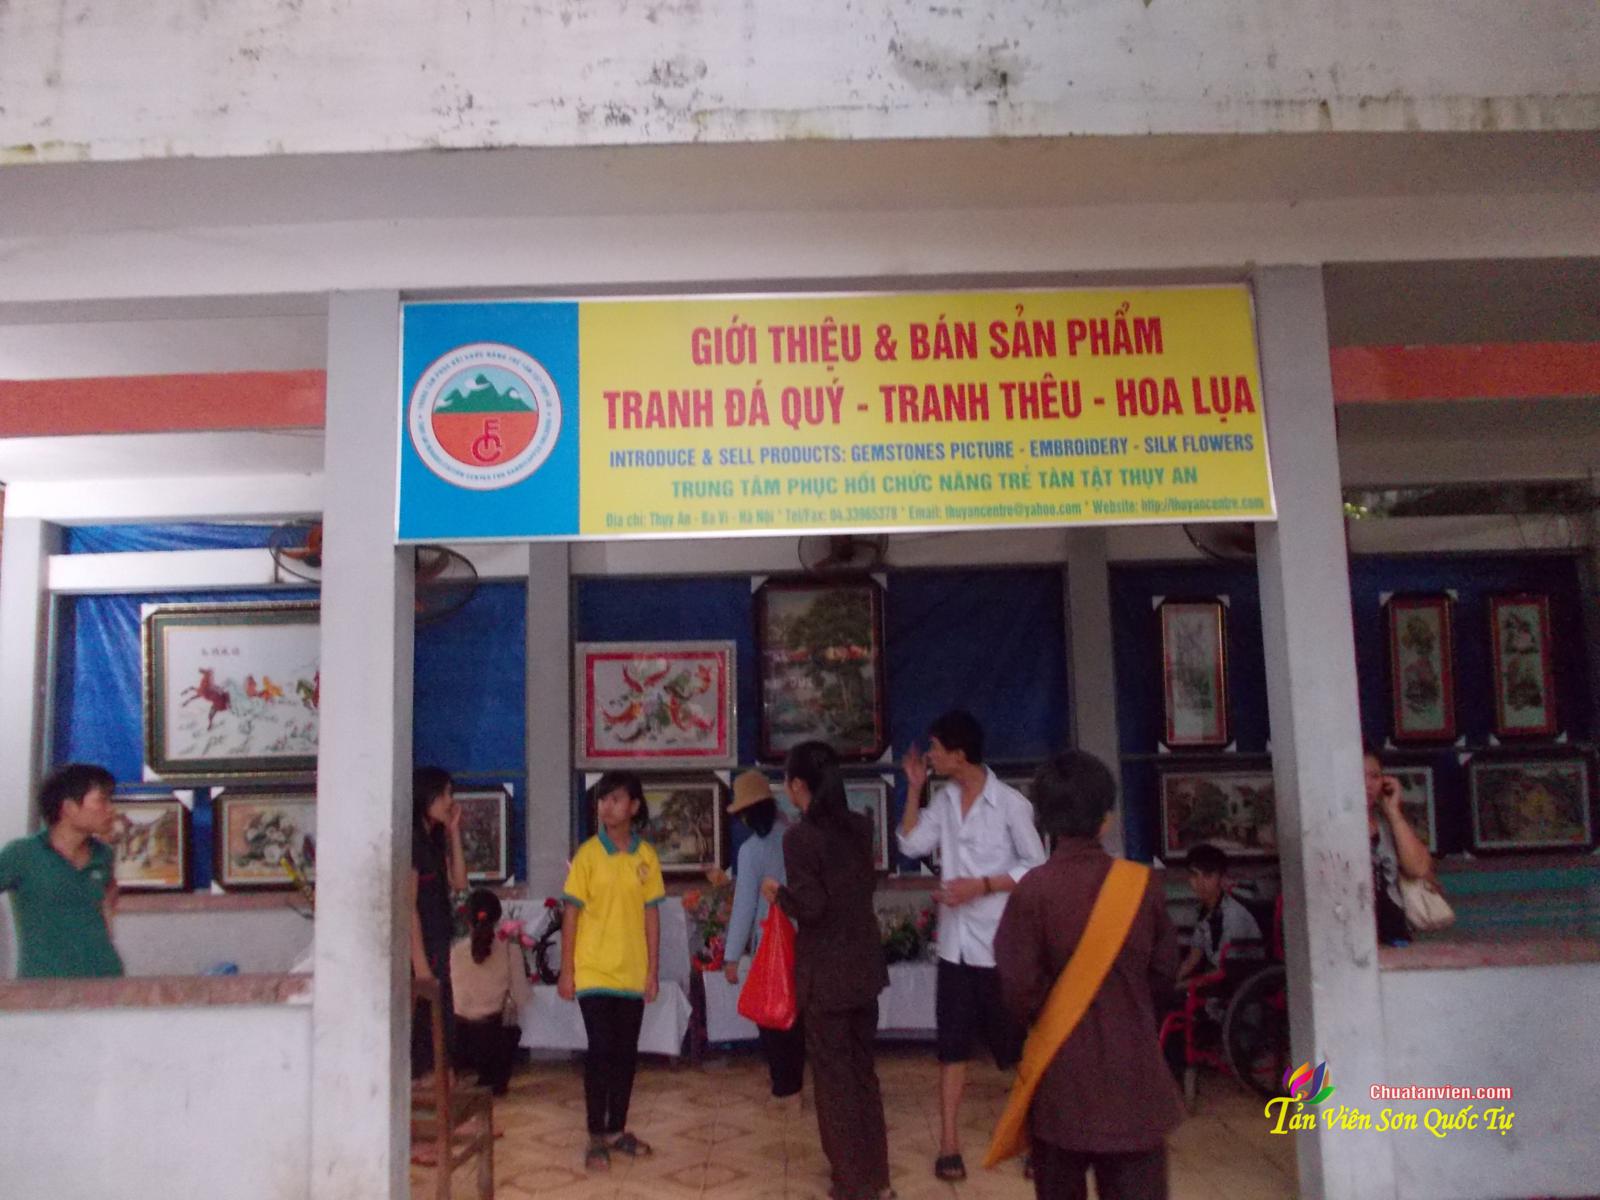 GIỚI THIỆU & BÁN SẢN PHẨM
TRANH ĐÁ QUÝ - TRANH THÊU - HOA LỤA
INTRODUCE & SELL PRODUCTS: GEMSTONES PICTURE - EMBROIDERY - SILK FLOWERS
TRUNG TÂM PHỤC HỒI CHỨC NĂNG TRẺ TÀN TẬT THỤY AN
Địa chỉ: Thụy An - Ba Vì - Hà Nội * Tel/Fax: 04.33965378 * Email: thuyancentre@yahoo.com * Website: http://thuyancentre.com
Chuatanvien.com
Tản Viên Sơn Quốc Tự